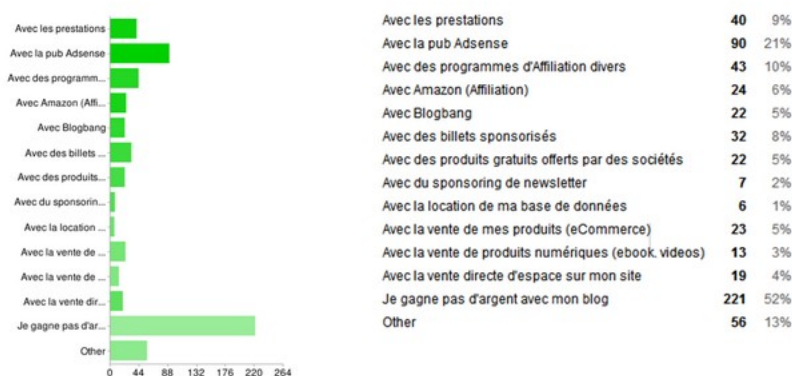 Avec les prestations
Avec la pub Adsense
Avec des programm...
Avec Amazon (Affi...
Avec Blogbang
Avec des billets ...
Avec des produits...
Avec du sponsorin...
Avec la location ...
Avec la vente de ...
Avec la vente de ...
Avec la vente dir...
Je gagne pas d'ar...
Other
0 44 88 132 176 220 264
Avec les prestations 40 9%
Avec la pub Adsense 90 21%
Avec des programmes d'Affiliation divers 43 10%
Avec Amazon (Affiliation) 24 6%
Avec Blogbang 22 5%
Avec des billets sponsorisés 32 8%
Avec des produits gratuits offerts par des sociétés 22 5%
Avec du sponsoring de newsletter 7 2%
Avec la location de ma base de données 6 1%
Avec la vente de mes produits (eCommerce) 23 5%
Avec la vente de produits numériques (ebook. videos) 13 3%
Avec la vente directe d'espace sur mon site 19 4%
Je gagne pas d'argent avec mon blog 221 52%
Other 56 13%